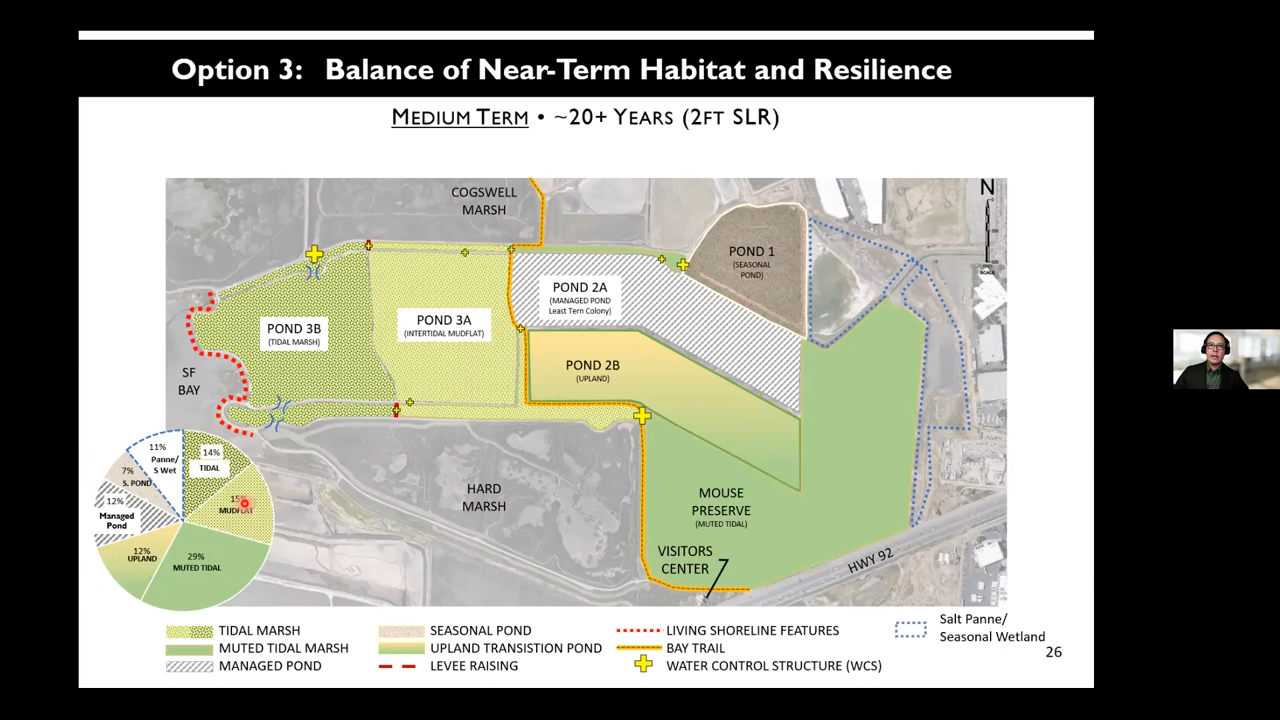 Option 3: Balance of Near-Term Habitat and Resilience
MEDIUM TERM • ~20+ YEARS (2FT SLR)
COGSWELL
MARSH
N
SCALE
POND 1
(SEASONAL
POND)
POND 2A
(MANAGED POND
Least Tern Colony)
POND 3B
(TIDAL MARSH)
POND 3A
(INTERTIDAL MUDFLAT)
POND 2B
(UPLAND)
SF
BAY
HARD
MARSH
MOUSE
PRESERVE
(MUTED TIDAL)
VISITORS
CENTER
HWY 92
11%
Panne/
S Wet
14%
TIDAL
7%
S. POND
MUDFLAT
12%
Managed
Pond
12%
UPLAND
29%
MUTED TIDAL
TIDAL MARSH
MUTED TIDAL MARSH
MANAGED POND
SEASONAL POND
UPLAND TRANSISTION POND
LEVEE RAISING
LIVING SHORELINE FEATURES
BAY TRAIL
WATER CONTROL STRUCTURE (WCS)
Salt Panne/
Seasonal Wetland
26